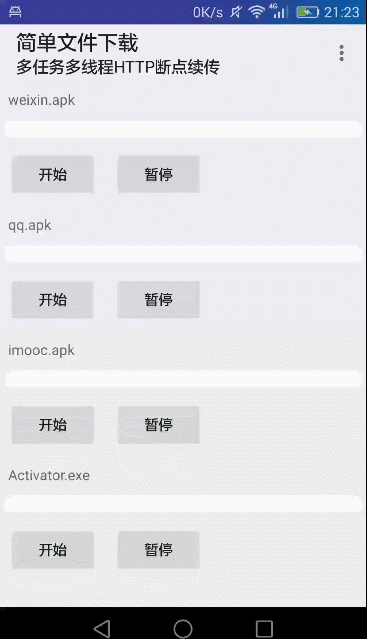 0K/s 4G 21:23
简单文件下载
多任务多线程HTTP断点续传
weixin.apk
开始 暂停
qq.apk
开始 暂停
imooc.apk
开始 暂停
Activator.exe
开始 暂停